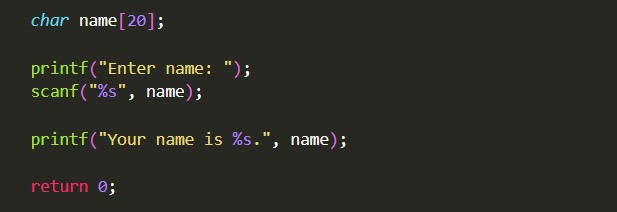 char name[20];
printf("Enter name: ");
scanf("%s", name);
printf("Your name is %s.", name);
return 0;